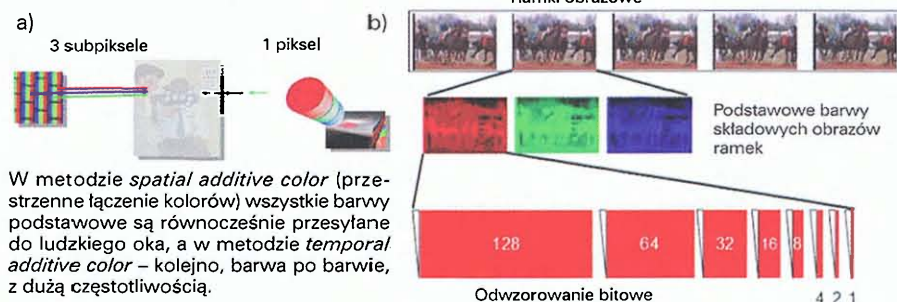 Ramki obrazowe
a)
3 subpiksele
1 piksel
b)
Podstawowe barwy
składowych obrazów
ramek
W metodzie spatial additive color (prze-
strzenne łączenie kolorów) wszystkie barwy
podstawowe są równocześnie przesyłane
do ludzkiego oka, a w metodzie temporal
additive color – kolejno, barwa po barwie,
z dużą częstotliwością.
128
64
32
16
8
4 2 1
Odwzorowanie bitowe